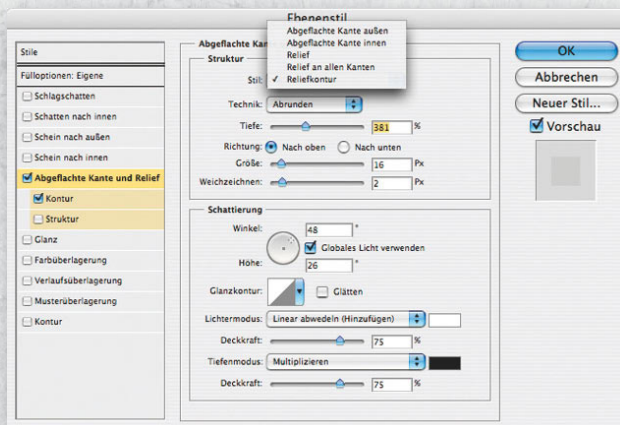 Ebenenstil
Stile
Fülloptionen: Eigene
Schlagschatten
Schatten nach innen
Schein nach außen
Schein nach innen
Abgeflachte Kante und Relief
Kontur
Struktur
Glanz
Farbüberlagerung
Verlaufsüberlagerung
Musterüberlagerung
Kontur
Abgeflachte
Struktur
Stil:
Abgeflachte Kante außen
Abgeflachte Kante innen
Relief
Relief an allen Kanten
✓ Reliefkontur
Technik: Abrunden
Tiefe: 381 %
Richtung: Nach oben Nach unten
Größe: 16 Px
Weichzeichnen: 2 Px
Schattierung
Winkel: 48 °
Globales Licht verwenden
Höhe: 26 °
Glanzkontur: Glätten
Lichtermodus: Linear abwedeln (Hinzufügen)
Deckkraft: 75 %
Tiefenmodus: Multiplizieren
Deckkraft: 75 %
OK
Abbrechen
Neuer Stil...
Vorschau